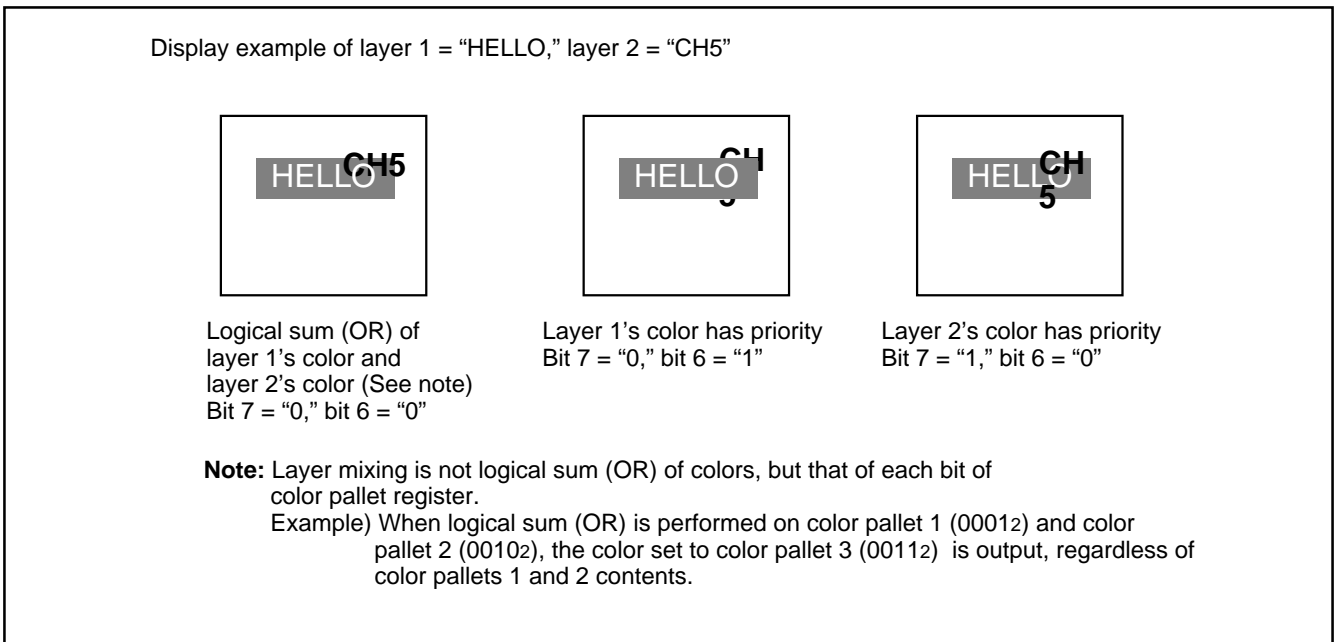 Display example of layer 1 = “HELLO,” layer 2 = “CH5”
HELLO
CH5
HELLO
CH
HELLO
CH
5
Logical sum (OR) of
layer 1’s color and
layer 2’s color (See note)
Bit 7 = “0,” bit 6 = “0”
Layer 1’s color has priority
Bit 7 = “0,” bit 6 = “1”
Layer 2’s color has priority
Bit 7 = “1,” bit 6 = “0”
Note: Layer mixing is not logical sum (OR) of colors, but that of each bit of
color pallet register.
Example) When logical sum (OR) is performed on color pallet 1 (00012) and color
pallet 2 (00102), the color set to color pallet 3 (00112) is output, regardless of
color pallets 1 and 2 contents.